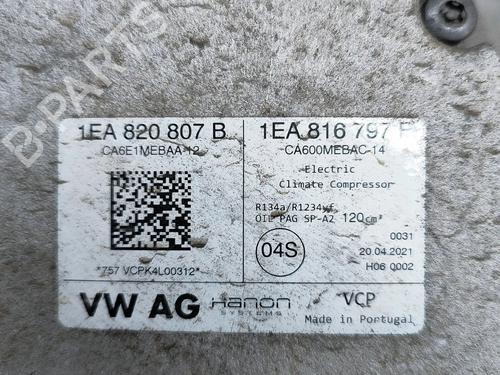 B-PARTS
1EA 820 807 B
CA6E1MEBAA-12
*757 VCPK4L00312*
1EA 816 797
CA600MEBAC-14
Electric
Climate Compressor
R134a/R1234yf
OIL PAG SP-A2 120cm³
04S
0031
20.04.2021
H06 0002
VW AG
Hanon
SYSTEMS
VCP
Made in Portugal